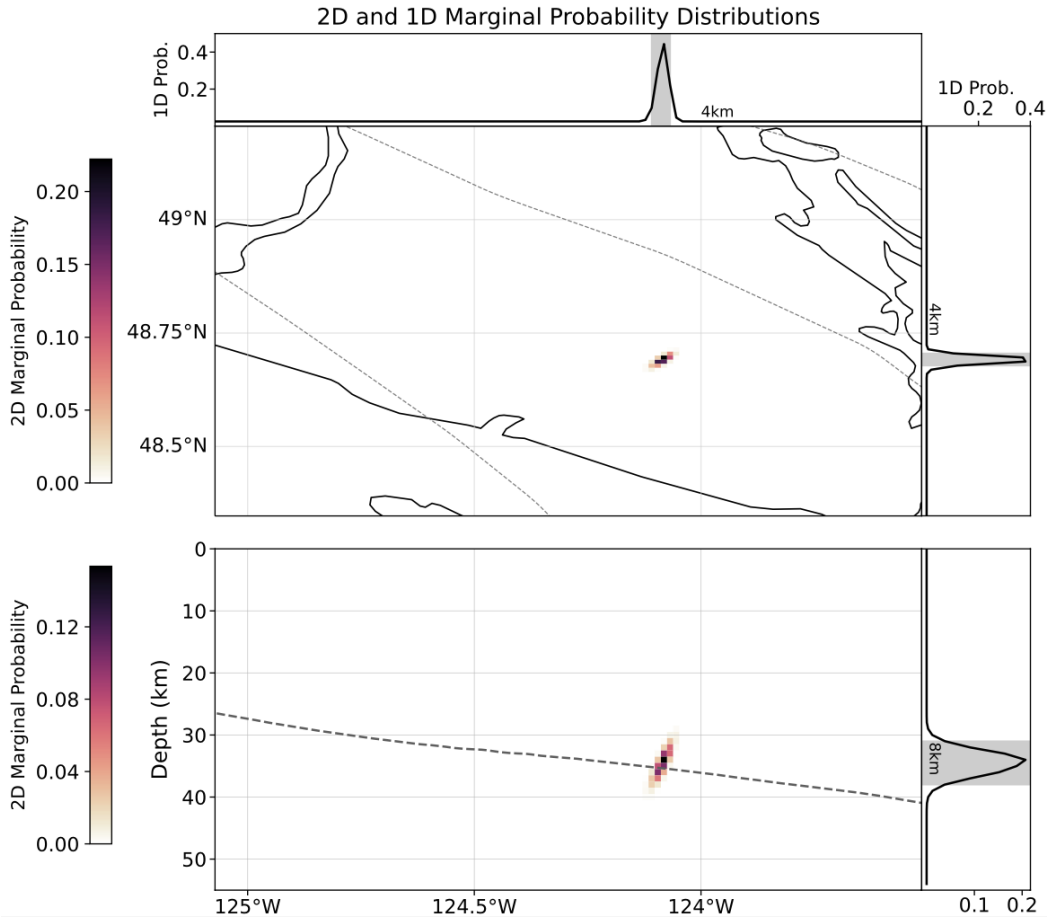 2D and 1D Marginal Probability Distributions
1D Prob.
0.4
0.2
4km
1D Prob.
0.2 0.4
2D Marginal Probability
0.20
0.15
0.10
0.05
0.00
49°N
48.75°N
48.5°N
4km
2D Marginal Probability
0.12
0.08
0.04
0.00
Depth (km)
0
10
20
30
40
50
8km
125°W 124.5°W 124°W
0.1 0.2